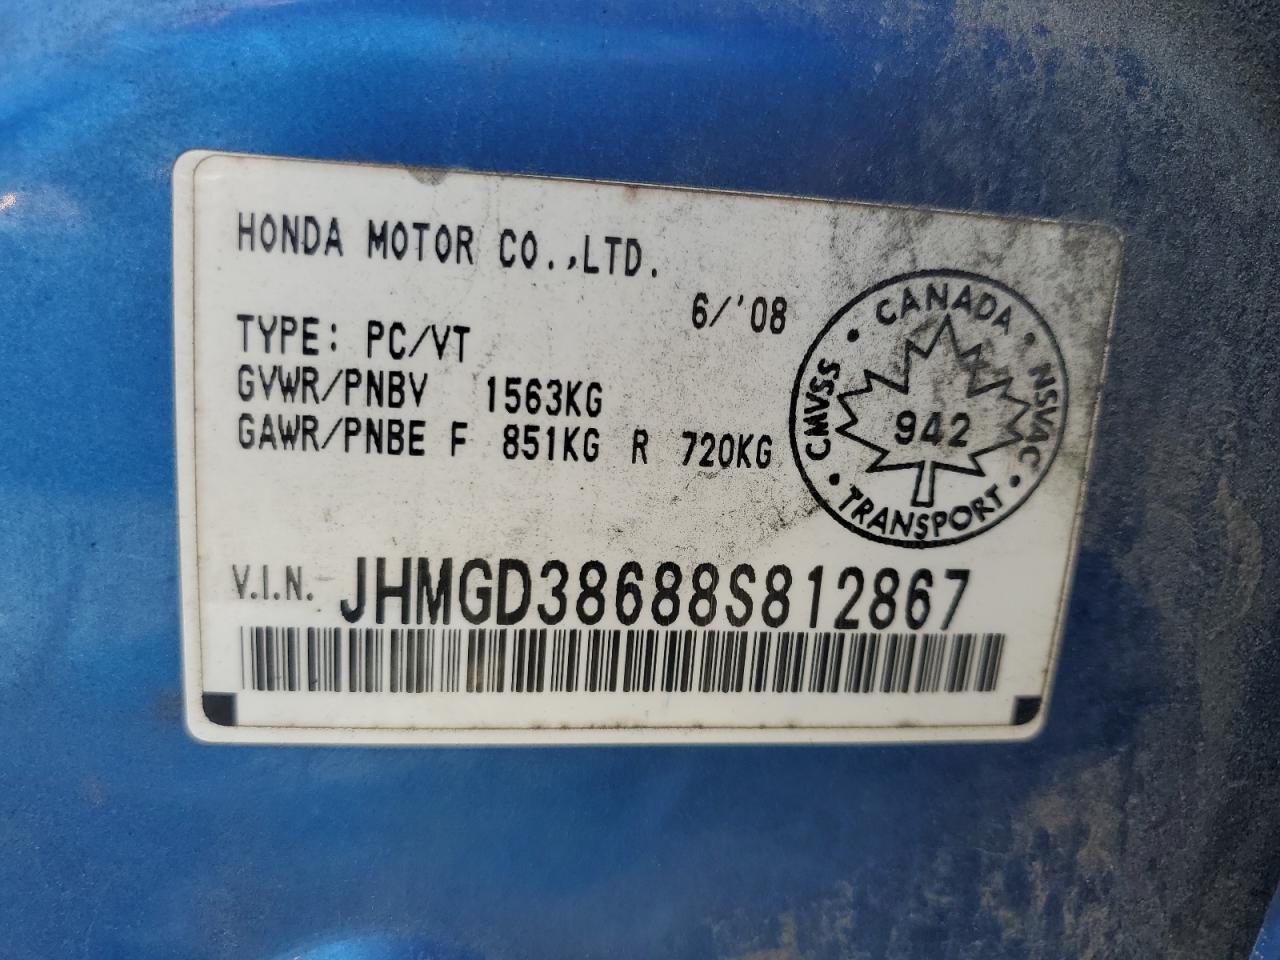 HONDA MOTOR CO.,LTD.
6/'08
TYPE: PC/VT
GVWR/PNBV 1563KG
GAWR/PNBE F 851KG R 720KG
CANADA
CMVSS
NSVAC
942
TRANSPORT
V.I.N. JHMGD38688S812867